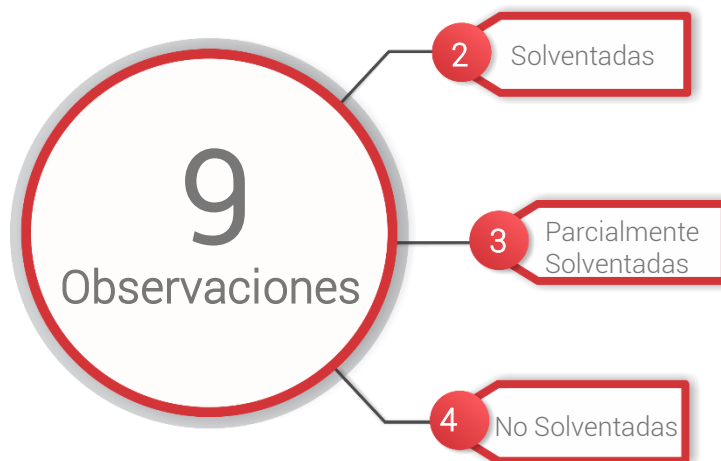 9
Observaciones
2
Solventadas
3
Parcialmente
Solventadas
4
No Solventadas